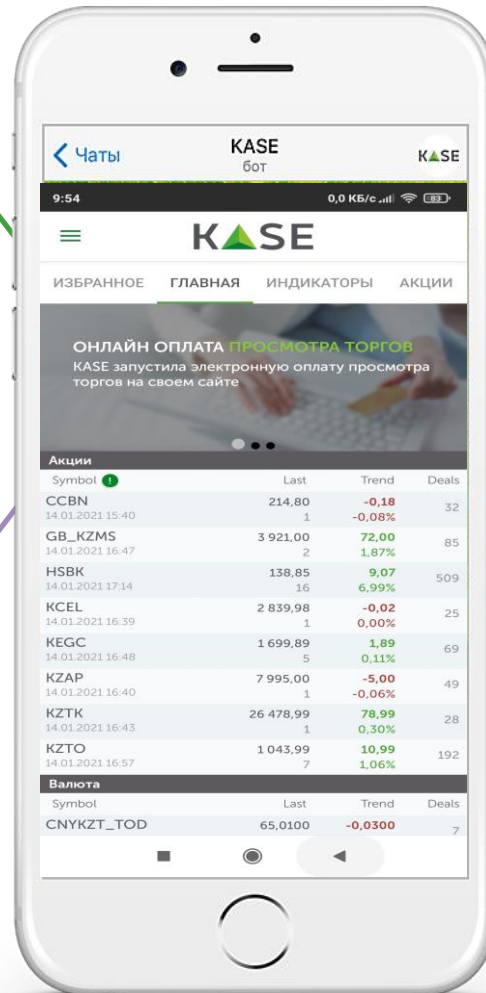 Чаты
KASE
бот
KASE
9:54 0,0 КБ/с 83
KASE
ИЗБРАННОЕ ГЛАВНАЯ ИНДИКАТОРЫ АКЦИИ
ОНЛАЙН ОПЛАТА ПРОСМОТРА ТОРГОВ
KASE запустила электронную оплату просмотра
торгов на своем сайте
Акции
Symbol ! Last Trend Deals
CCBN 214,80 -0,18 32
14.01.2021 15:40 1 -0,08%
GB_KZMS 3 921,00 72,00 85
14.01.2021 16:47 2 1,87%
HSBK 138,85 9,07 509
14.01.2021 17:14 16 6,99%
KCEL 2 839,98 -0,02 25
14.01.2021 16:39 1 0,00%
KEGC 1 699,89 1,89 69
14.01.2021 16:48 5 0,11%
KZAP 7 995,00 -5,00 49
14.01.2021 16:40 1 -0,06%
KZTK 26 478,99 78,99 28
14.01.2021 16:43 1 0,30%
KZTO 1 043,99 10,99 192
14.01.2021 16:57 7 1,06%
Валюта
Symbol Last Trend Deals
CNYKZT_TOD 65,0100 -0,0300 7